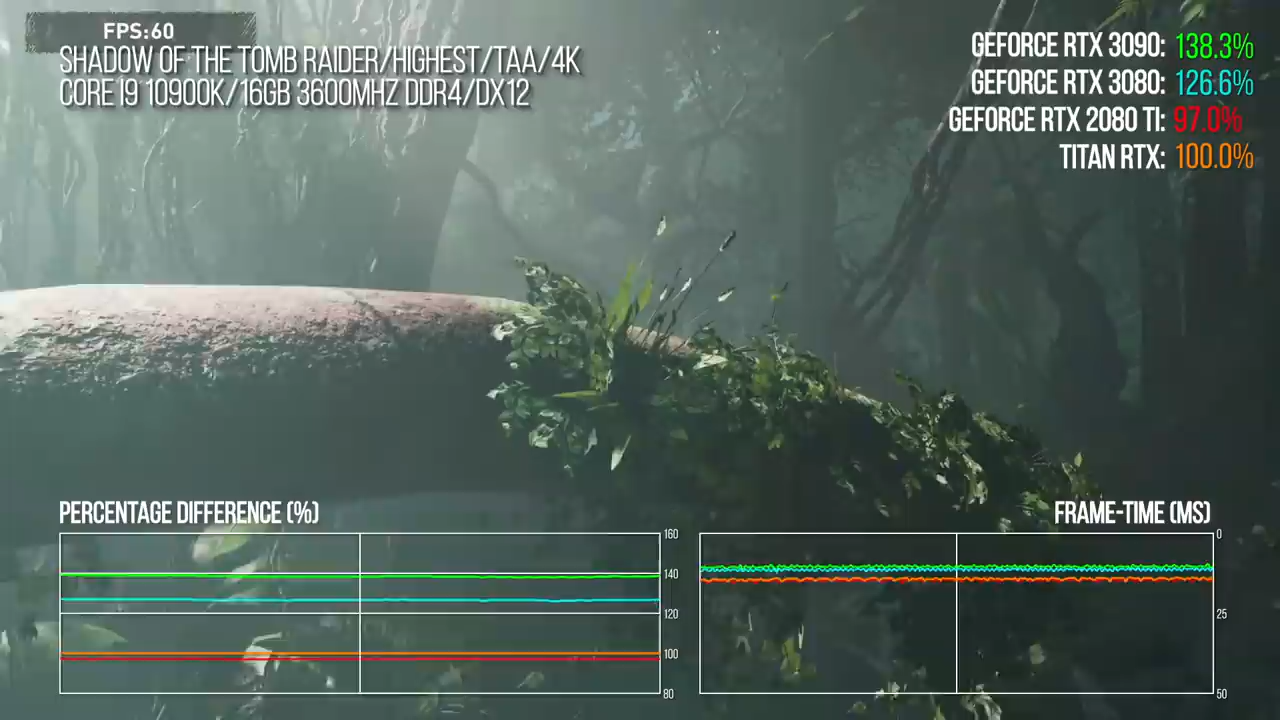 FPS:60
SHADOW OF THE TOMB RAIDER/HIGHEST/TAA/4K
CORE I9 10900K/16GB 3600MHZ DDR4/DX12
GEFORCE RTX 3090: 138.3%
GEFORCE RTX 3080: 126.6%
GEFORCE RTX 2080 TI: 97.0%
TITAN RTX: 100.0%
PERCENTAGE DIFFERENCE (%)
160
140
120
100
80
FRAME-TIME (MS)
0
25
50